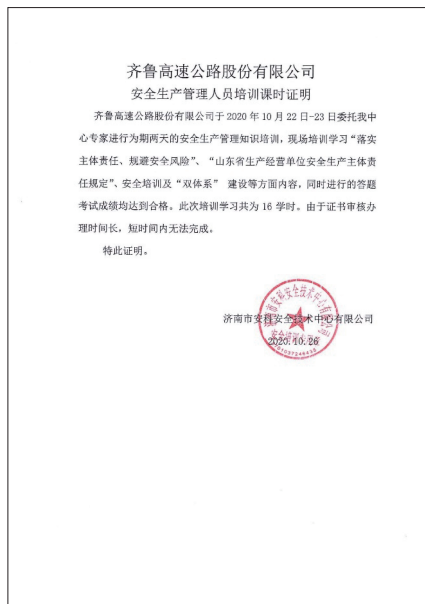 齐鲁高速公路股份有限公司
安全生产管理人员培训课时证明
齐鲁高速公路股份有限公司于 2020 年 10 月 22 日-23 日委托我中
心专家进行为期两天的安全生产管理知识培训，现场培训学习“落实
主体责任、规避安全风险”、“山东省生产经营单位安全生产主体责
任规定”、安全培训及“双体系” 建设等方面内容，同时进行的答题
考试成绩均达到合格。此次培训学习共为 16 学时。由于证书审核办
理时间长，短时间内无法完成。
特此证明。
济南市安科安全技术中心有限公司
2020.10.26